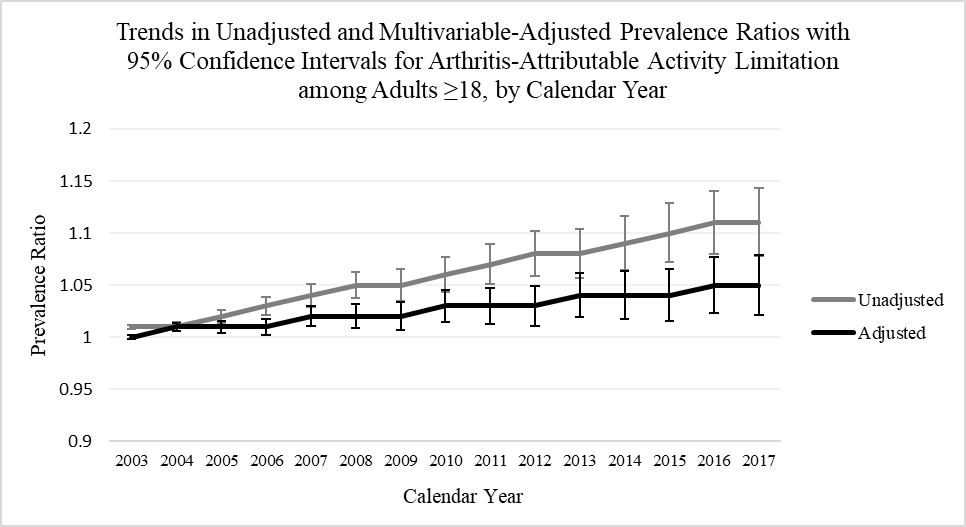 Trends in Unadjusted and Multivariable-Adjusted Prevalence Ratios with
95% Confidence Intervals for Arthritis-Attributable Activity Limitation
among Adults ≥18, by Calendar Year
1.2
1.15
1.1
1.05
1
0.95
0.9
Prevalence Ratio
Unadjusted
Adjusted
2003 2004 2005 2006 2007 2008 2009 2010 2011 2012 2013 2014 2015 2016 2017
Calendar Year